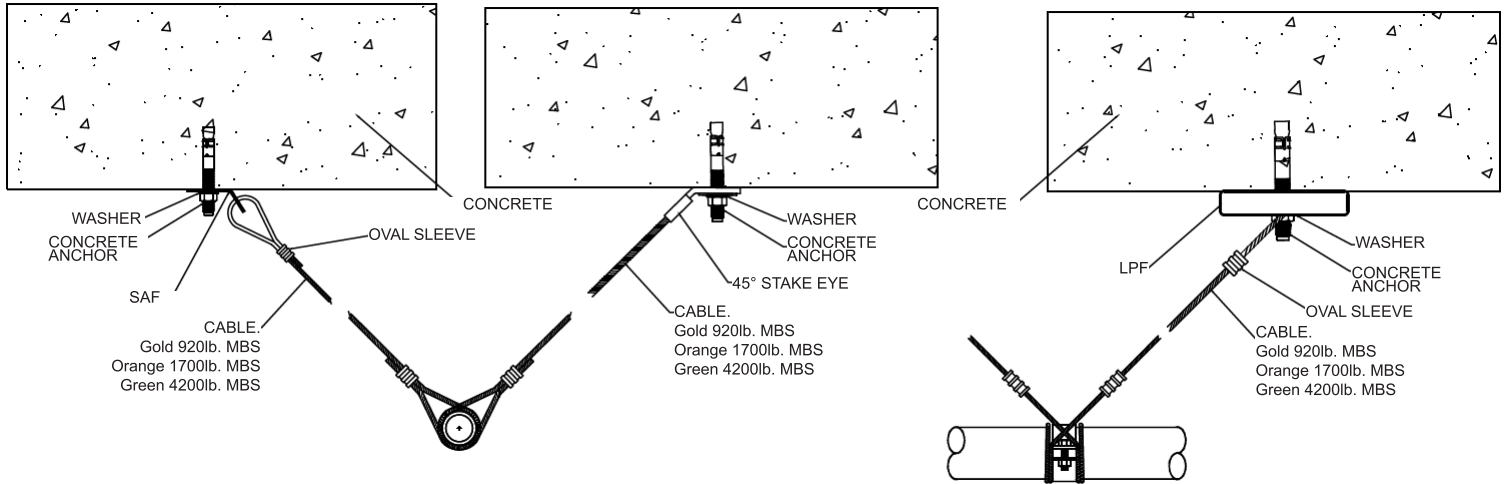 WASHER
CONCRETE
ANCHOR
SAF
CABLE.
Gold 920lb. MBS
Orange 1700lb. MBS
Green 4200lb. MBS
OVAL SLEEVE
CONCRETE
WASHER
CONCRETE
ANCHOR
45° STAKE EYE
CABLE.
Gold 920lb. MBS
Orange 1700lb. MBS
Green 4200lb. MBS
CONCRETE
LPF
WASHER
CONCRETE
ANCHOR
OVAL SLEEVE
CABLE.
Gold 920lb. MBS
Orange 1700lb. MBS
Green 4200lb. MBS